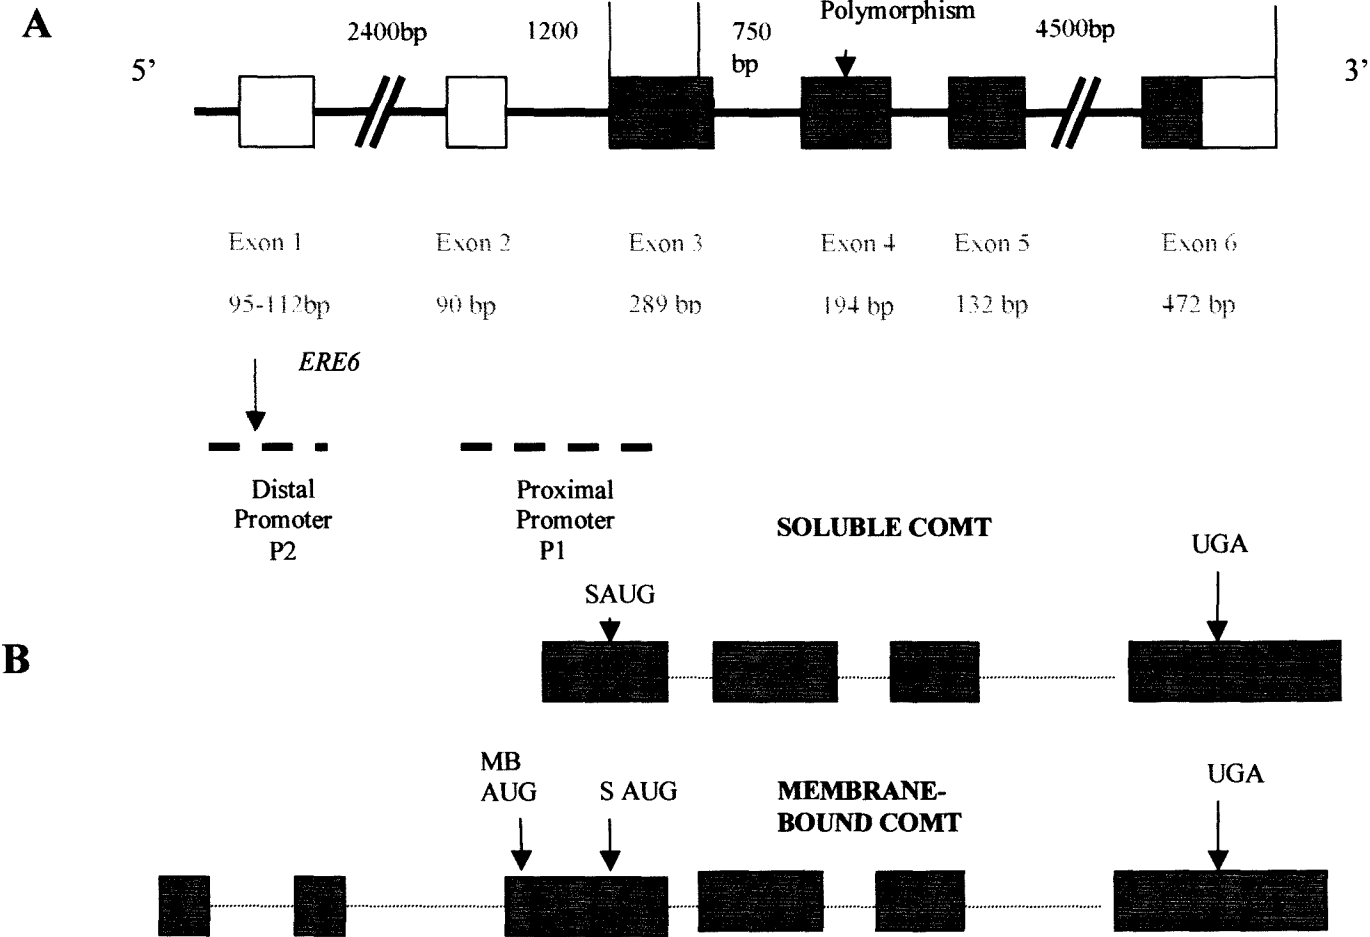 A
Polymorphism
2400bp
1200
750
bp
4500bp
5’
3’
Exon 1
Exon 2
Exon 3
Exon 4
Exon 5
Exon 6
95-112bp
90 bp
289 bp
194 bp
132 bp
472 bp
ERE6
Distal
Promoter
P2
Proximal
Promoter
P1
SOLUBLE COMT
UGA
SAUG
B
MB
AUG
S AUG
MEMBRANE-
BOUND COMT
UGA